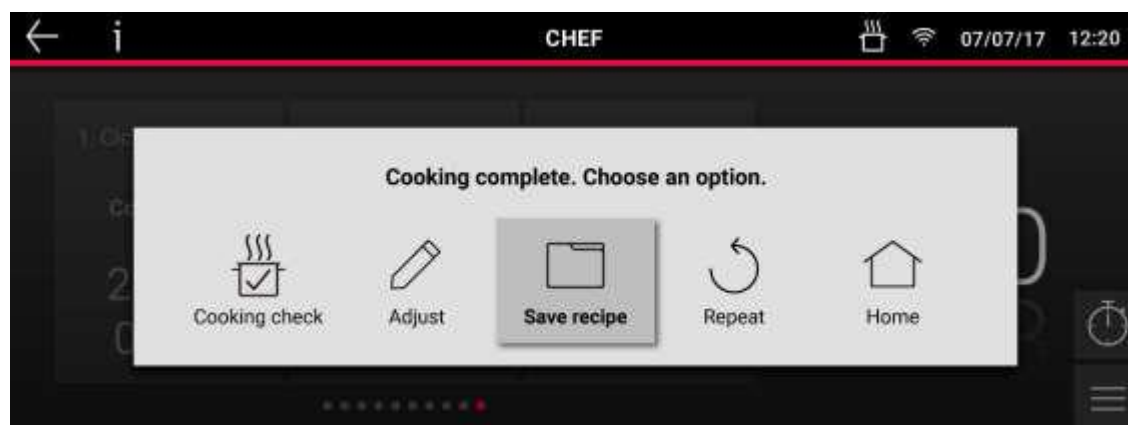 i CHEF 07/07/17 12:20
Cooking complete. Choose an option.
Cooking check Adjust Save recipe Repeat Home